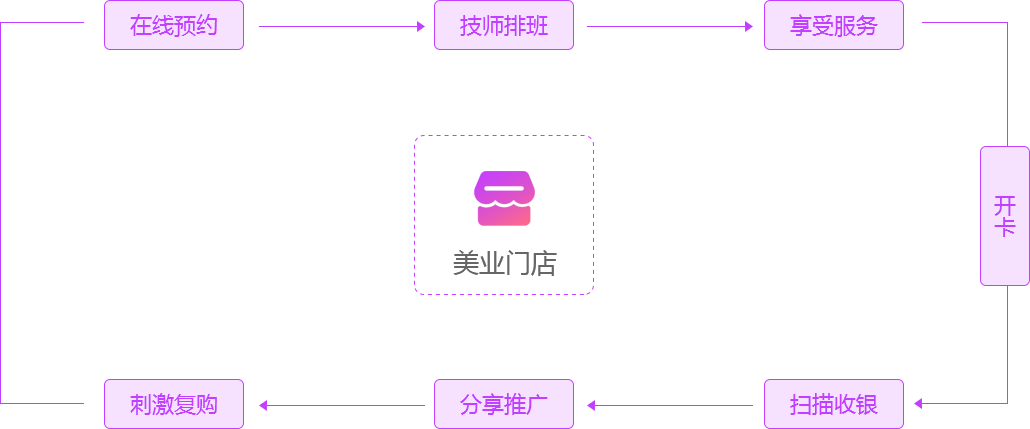 在线预约
技师排班
享受服务
开卡
美业门店
刺激复购
分享推广
扫描收银